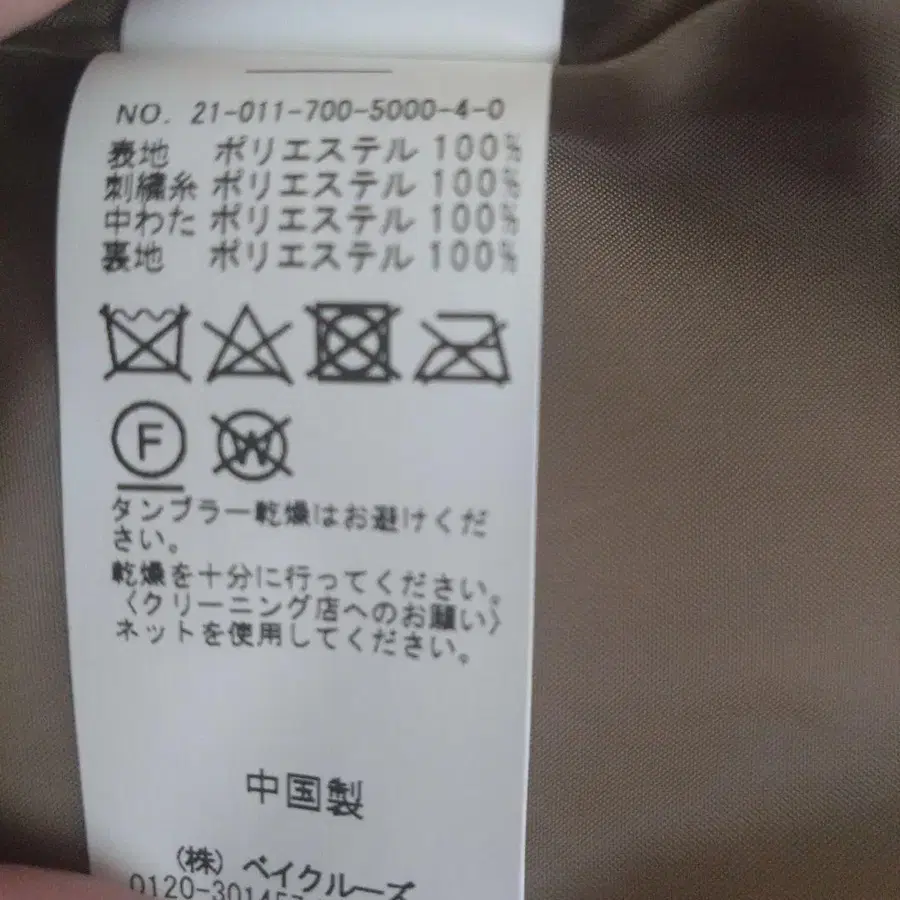 NO. 21-011-700-5000-4-0
表地 ポリエステル 100%
刺繍糸 ポリエステル 100%
中わた ポリエステル 100%
裏地 ポリエステル 100%
F W
タンブラー乾燥はお避けくだ
さい。
乾燥を十分に行ってください。
〈クリーニング店へのお願い〉
ネットを使用してください。
中国製
(株) ベイクルーズ
0120-301457